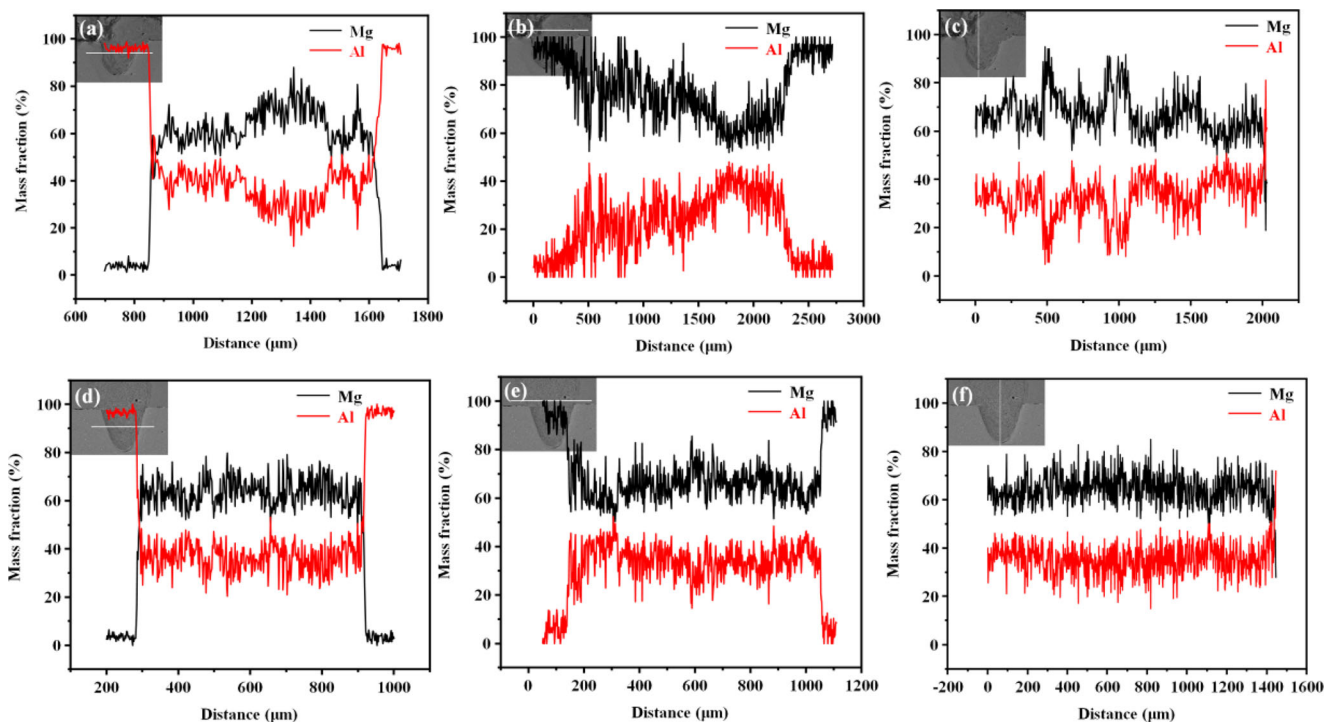 (a)
Mg
Al
100
80
60
40
20
0
Mass fraction (%)
600 800 1000 1200 1400 1600 1800
Distance (μm)
(b)
Mg
Al
100
80
60
40
20
0
Mass fraction (%)
0 500 1000 1500 2000 2500 3000
Distance (μm)
(c)
Mg
Al
100
80
60
40
20
0
Mass fraction (%)
0 500 1000 1500 2000
Distance (μm)
(d)
Mg
Al
100
80
60
40
20
0
Mass fraction (%)
200 400 600 800 1000
Distance (μm)
(e)
Mg
Al
100
80
60
40
20
0
Mass fraction (%)
0 200 400 600 800 1000 1200
Distance (μm)
(f)
Mg
Al
100
80
60
40
20
0
Mass fraction (%)
-200 0 200 400 600 800 1000 1200 1400 1600
Distance (μm)